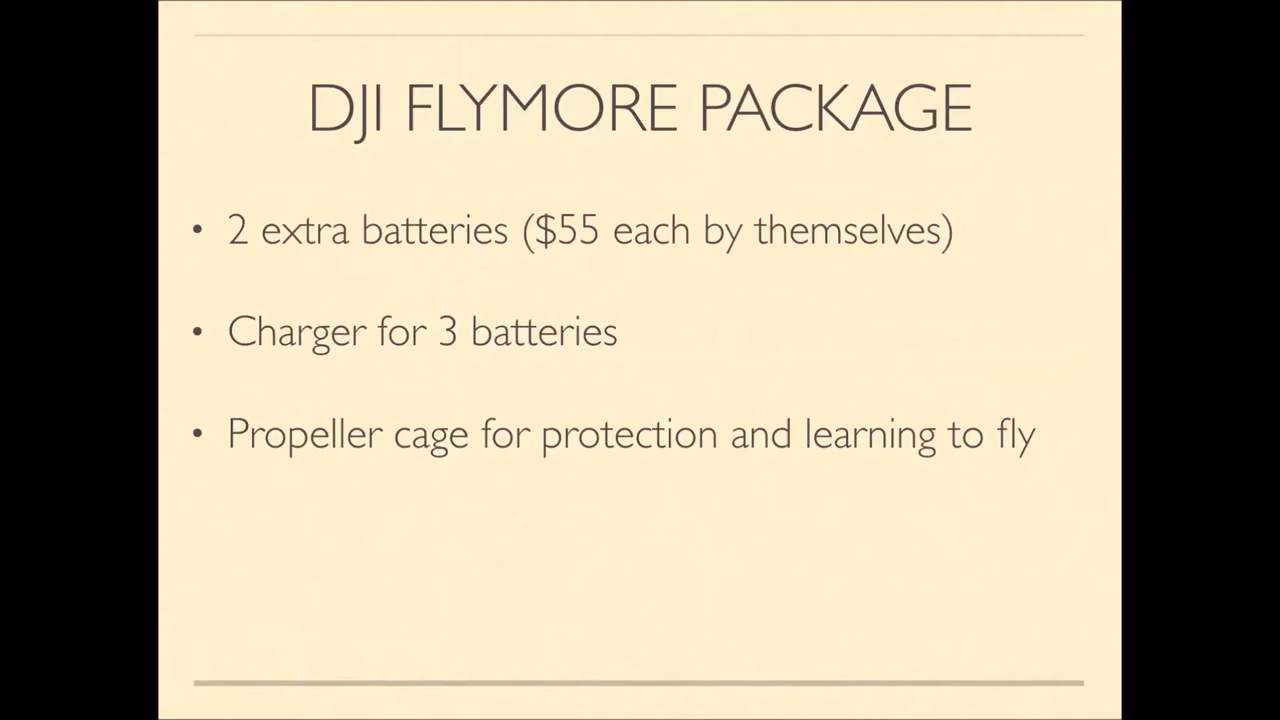 DJI FLYMORE PACKAGE
• 2 extra batteries ($55 each by themselves)
• Charger for 3 batteries
• Propeller cage for protection and learning to fly